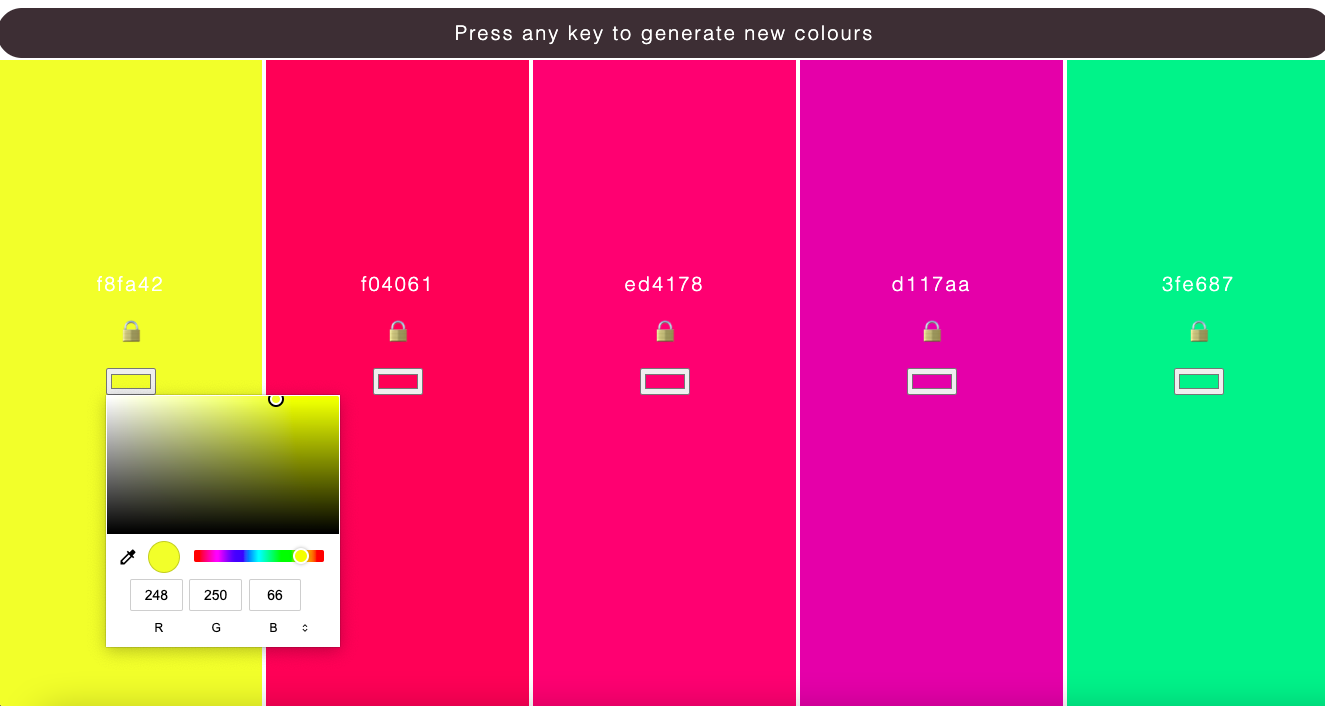 Press any key to generate new colours
f8fa42
f04061
ed4178
d117aa
3fe687
248 250 66
R G B